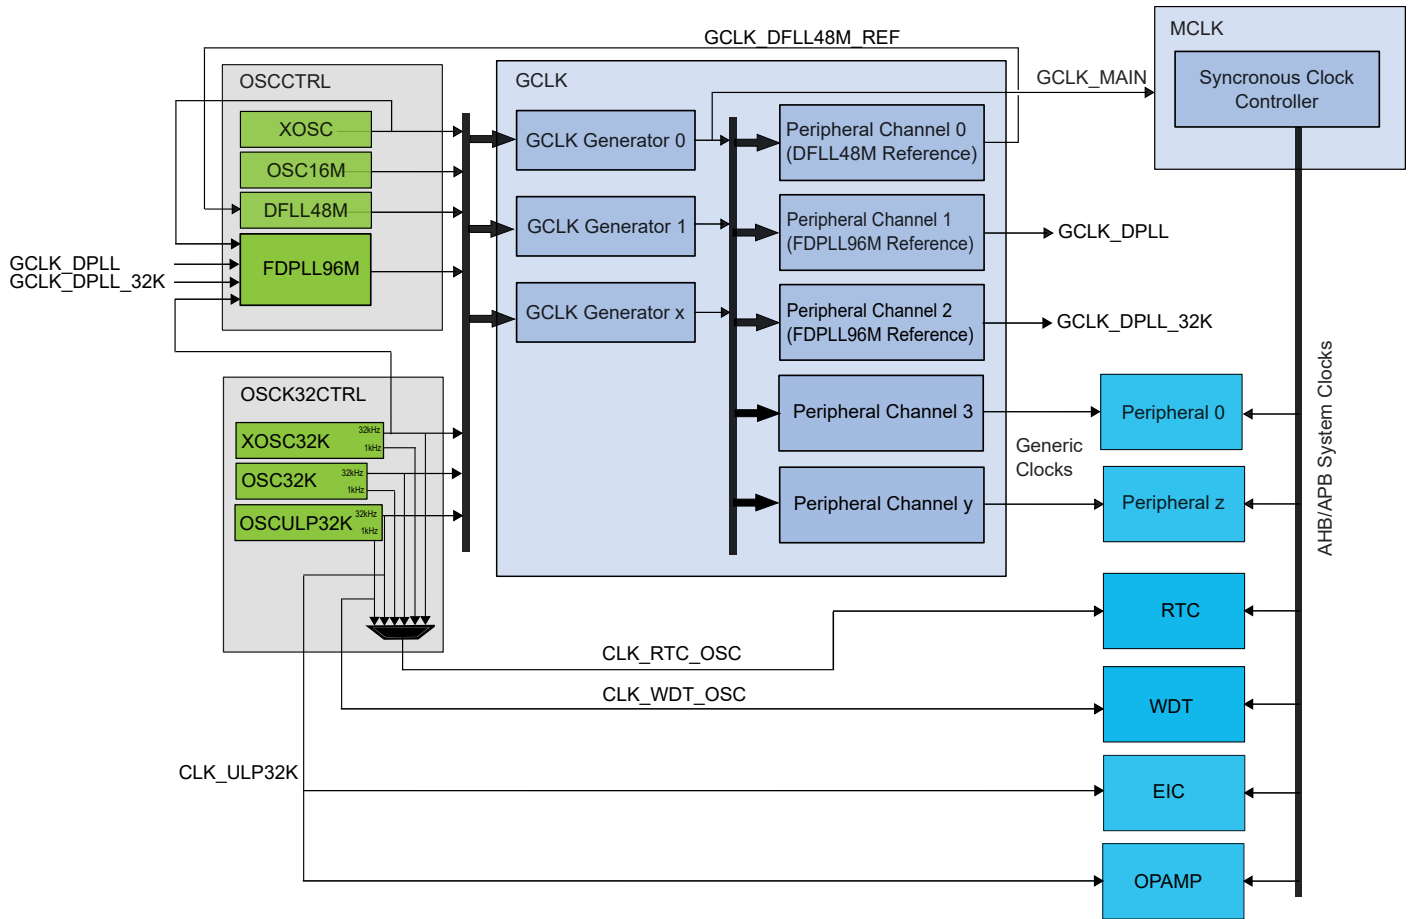 GCLK_DFLL48M_REF
MCLK
OSCCTRL
GCLK
GCLK_MAIN
Syncronous Clock
Controller
XOSC
OSC16M
DFLL48M
FDPLL96M
GCLK_DPLL
GCLK_DPLL_32K
GCLK Generator 0
GCLK Generator 1
GCLK Generator x
Peripheral Channel 0
(DFLL48M Reference)
Peripheral Channel 1
(FDPLL96M Reference)
Peripheral Channel 2
(FDPLL96M Reference)
Peripheral Channel 3
Peripheral Channel y
GCLK_DPLL
GCLK_DPLL_32K
Generic
Clocks
Peripheral 0
Peripheral z
AHB/APB System Clocks
OSCK32CTRL
XOSC32K
32kHz
1kHz
OSC32K
32kHz
1kHz
OSCULP32K
32kHz
1kHz
CLK_RTC_OSC
RTC
CLK_WDT_OSC
WDT
CLK_ULP32K
EIC
OPAMP